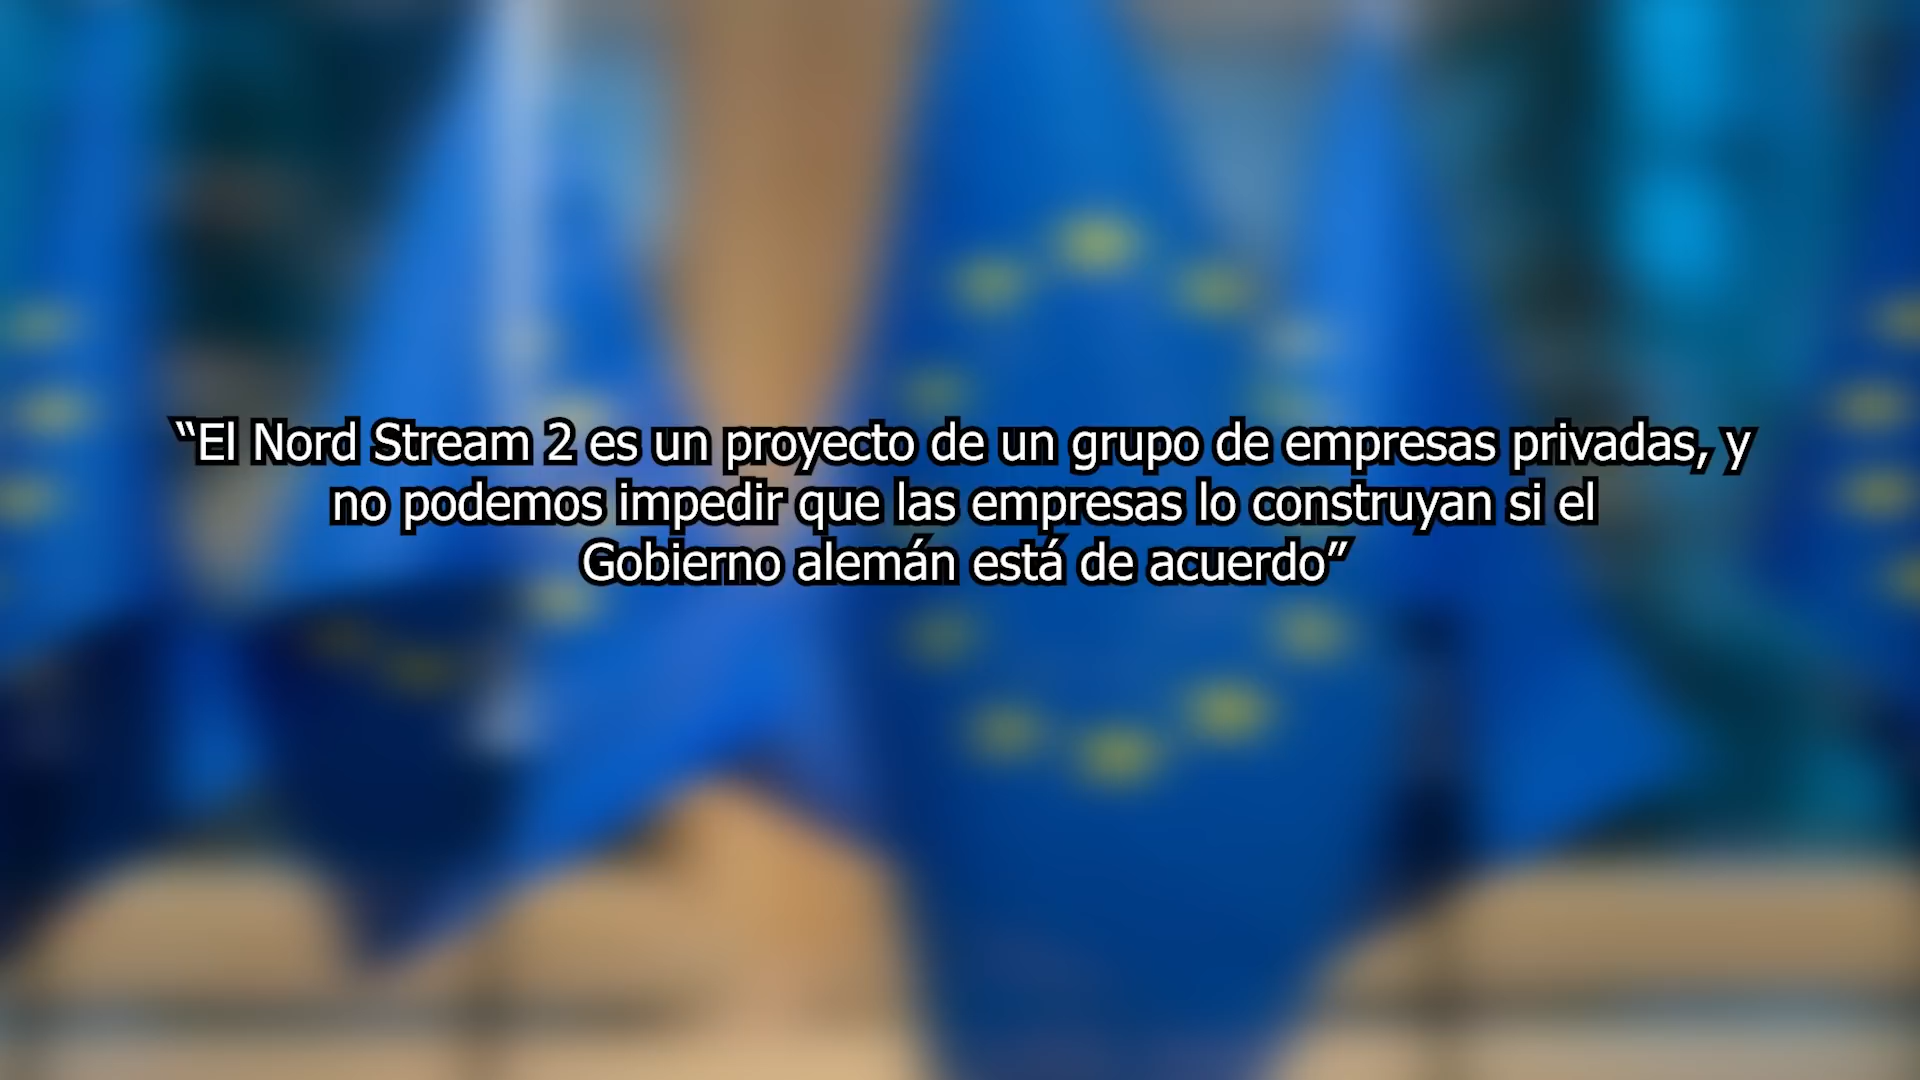 “El Nord Stream 2 es un proyecto de un grupo de empresas privadas, y
no podemos impedir que las empresas lo construyan si el
Gobierno alemán está de acuerdo”